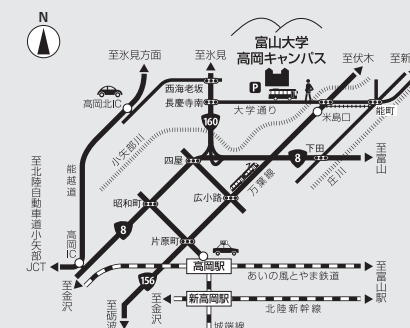 N
至氷見方面
至氷見
富山大学
高岡キャンパス
至伏木
至新
P
西海老坂
高岡北IC
長慶寺南
大学通り
米島口
能町
160
小矢部川
四屋
8
下田
至富山
能越道
万葉線
庄川
至北陸自動車道小矢部
JCT
昭和町
広小路
8
片原町
高岡IC
高岡駅
あいの風とやま鉄道
至富山駅
至金沢
156
至砺波
至金沢
新高岡駅
北陸新幹線
城端線